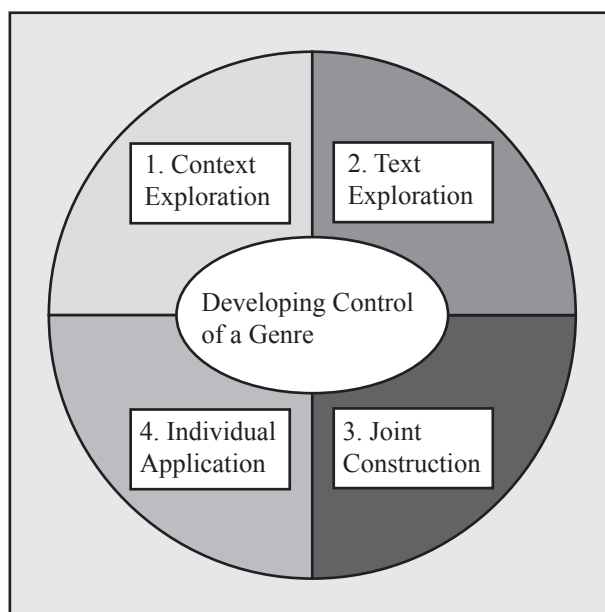 1. Context
Exploration
2. Text
Exploration
Developing Control
of a Genre
4. Individual
Application
3. Joint
Construction